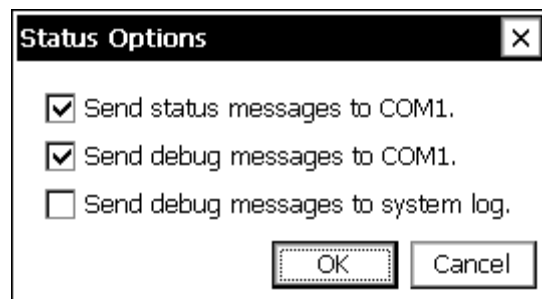 Status Options
Send status messages to COM1.
Send debug messages to COM1.
Send debug messages to system log.
OK Cancel